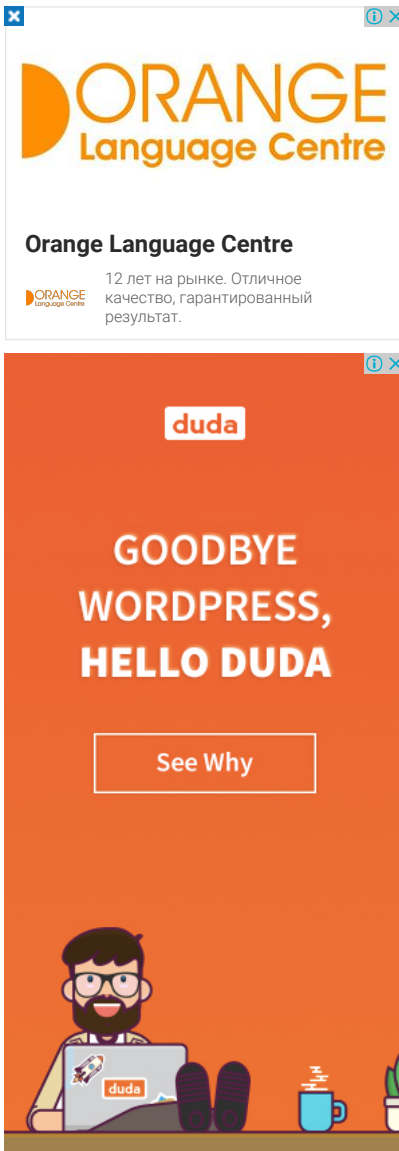 ORANGE
Language Centre
Orange Language Centre
ORANGE
Language Centre
12 лет на рынке. Отличное
качество, гарантированный
результат.
duda
GOODBYE
WORDPRESS,
HELLO DUDA
See Why
duda